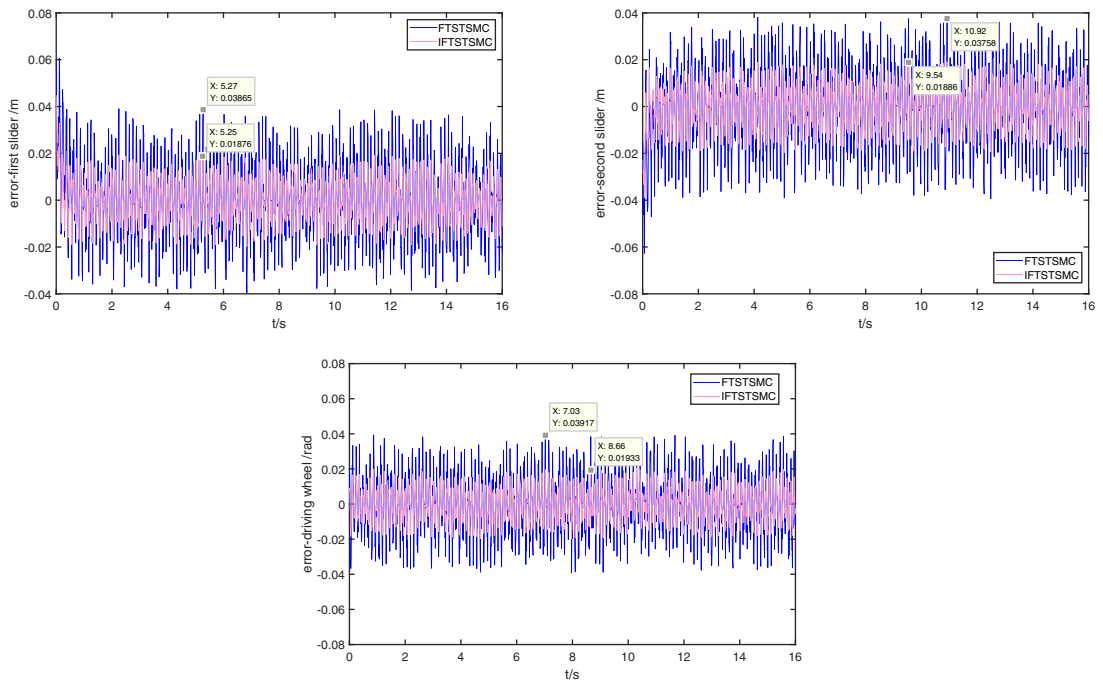 0.08
0.06
0.04
0.02
0
-0.02
-0.04
error-first slider /m
0 2 4 6 8 10 12 14 16
t/s
FTSTSMC
IFTSTSMC
X: 5.27
Y: 0.03865
X: 5.25
Y: 0.01876
0.04
0.02
0
-0.02
-0.04
-0.06
-0.08
error-second slider /m
0 2 4 6 8 10 12 14 16
t/s
X: 10.92
Y: 0.03758
X: 9.54
Y: 0.01886
FTSTSMC
IFTSTSMC
0.08
0.06
0.04
0.02
0
-0.02
-0.04
-0.06
-0.08
error-driving wheel /rad
0 2 4 6 8 10 12 14 16
t/s
FTSTSMC
IFTSTSMC
X: 7.03
Y: 0.03917
X: 8.66
Y: 0.01933